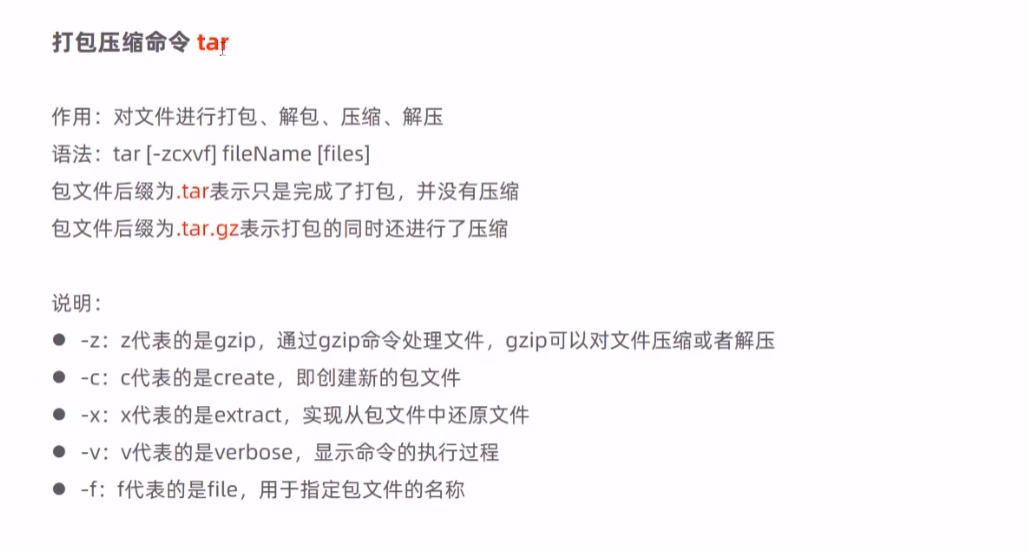 打包压缩命令 tar
作用：对文件进行打包、解包、压缩、解压
语法：tar [-zcxvf] fileName [files]
包文件后缀为.tar表示只是完成了打包，并没有压缩
包文件后缀为.tar.gz表示打包的同时还进行了压缩
说明：
● -z：z代表的是gzip，通过gzip命令处理文件，gzip可以对文件压缩或者解压
● -c：c代表的是create，即创建新的包文件
● -x：x代表的是extract，实现从包文件中还原文件
● -v：v代表的是verbose，显示命令的执行过程
● -f：f代表的是file，用于指定包文件的名称